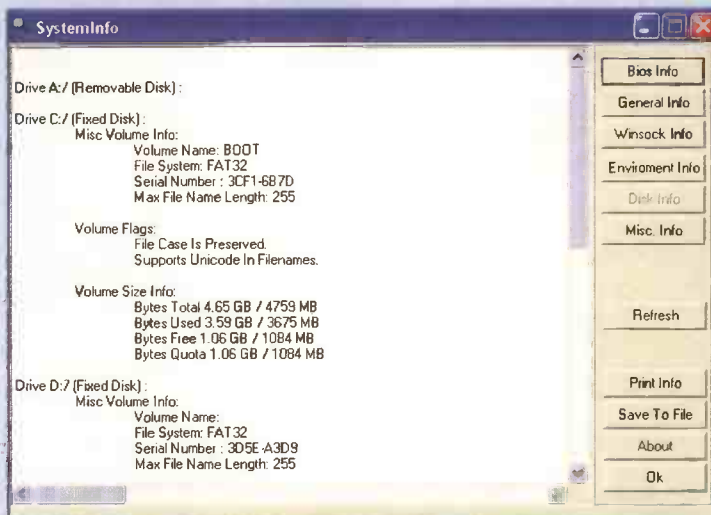 SystemInfo
Drive A:/ (Removable Disk) :
Drive C:/ (Fixed Disk) :
Misc Volume Info:
Volume Name: BOOT
File System: FAT32
Serial Number : 3CF1-6B7D
Max File Name Length: 255
Volume Flags:
File Case Is Preserved.
Supports Unicode In Filenames.
Volume Size Info:
Bytes Total 4.65 GB / 4759 MB
Bytes Used 3.59 GB / 3675 MB
Bytes Free 1.06 GB / 1084 MB
Bytes Quota 1.06 GB / 1084 MB
Drive D:/ (Fixed Disk) :
Misc Volume Info:
Volume Name:
File System: FAT32
Serial Number : 3D5E-A3D9
Max File Name Length: 255
Bios Info
General Info
Winsock Info
Enviroment Info
Disk Info
Misc. Info
Refresh
Print Info
Save To File
About
Ok